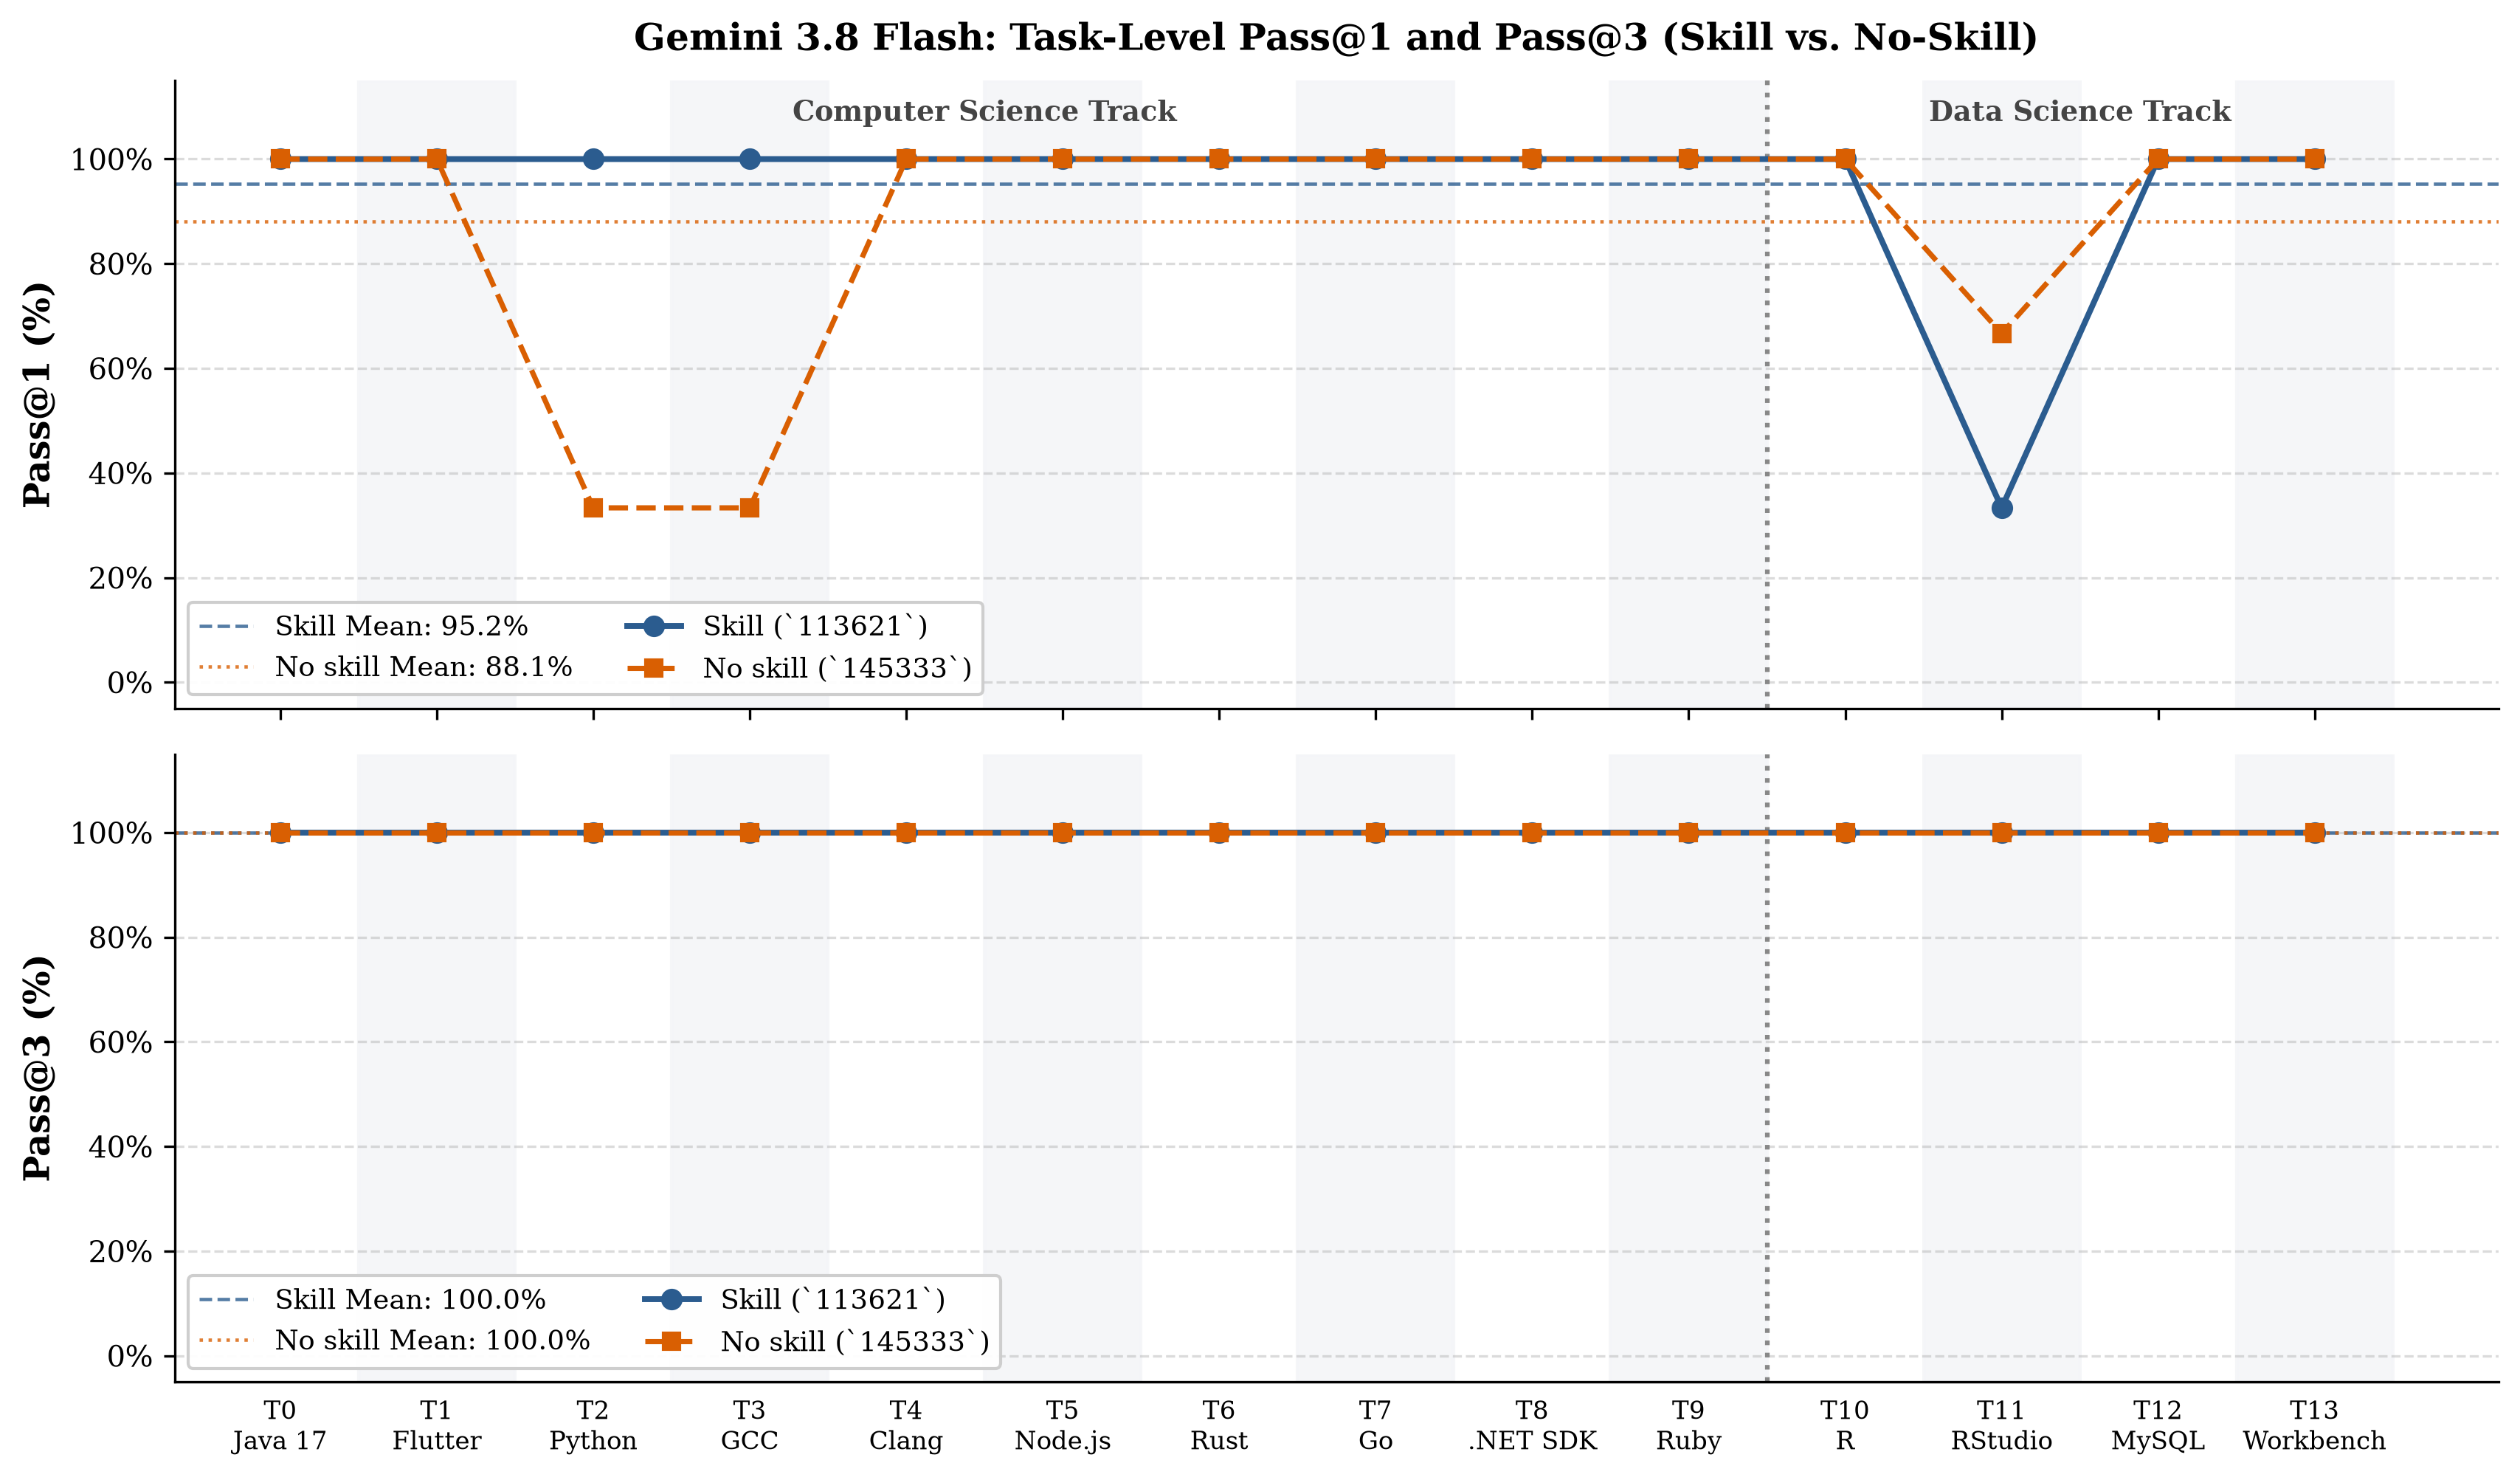 Gemini 3.8 Flash: Task-Level Pass@1 and Pass@3 (Skill vs. No-Skill)
Computer Science Track
Data Science Track
Pass@1 (%)
100%
80%
60%
40%
20%
0%
Skill Mean: 95.2%
No skill Mean: 88.1%
Skill (`113621`)
No skill (`145333`)
Pass@3 (%)
100%
80%
60%
40%
20%
0%
Skill Mean: 100.0%
No skill Mean: 100.0%
Skill (`113621`)
No skill (`145333`)
T0
Java 17
T1
Flutter
T2
Python
T3
GCC
T4
Clang
T5
Node.js
T6
Rust
T7
Go
T8
.NET SDK
T9
Ruby
T10
R
T11
RStudio
T12
MySQL
T13
Workbench